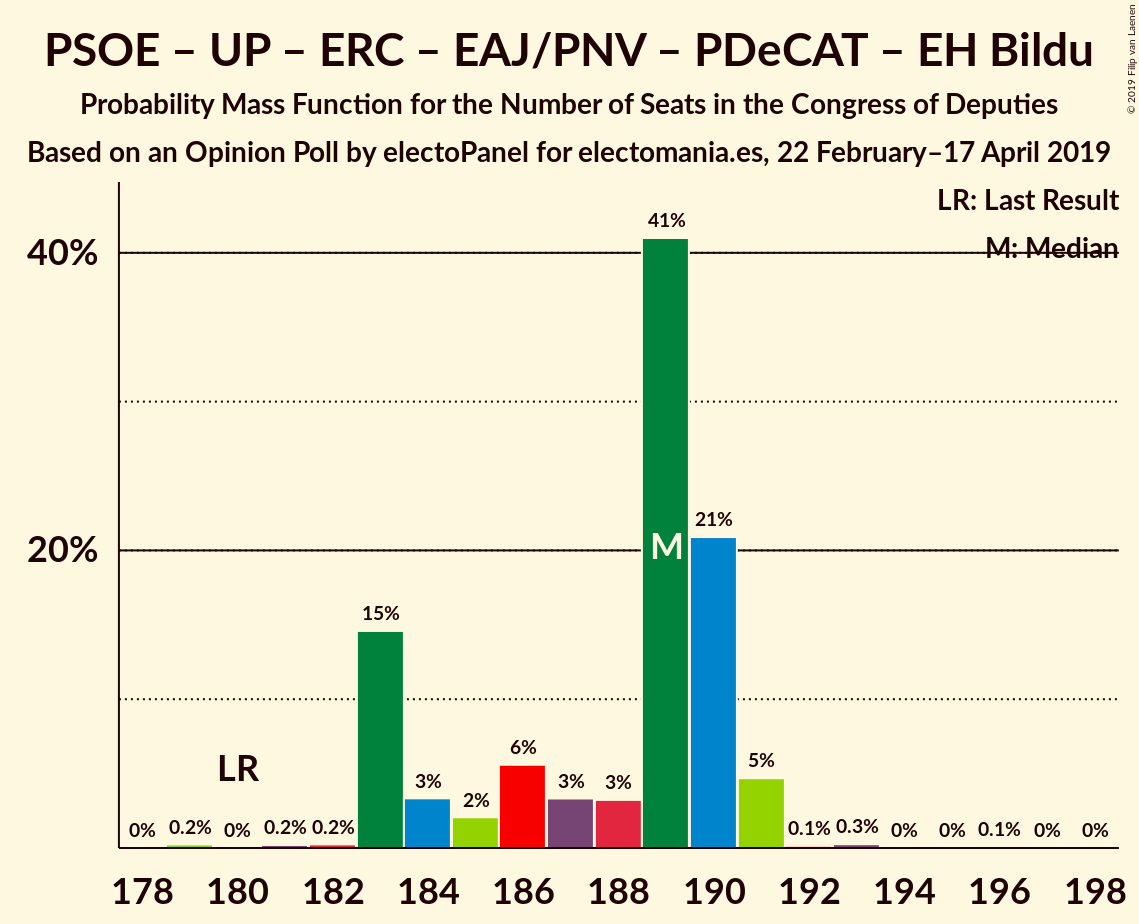 PSOE – UP – ERC – EAJ/PNV – PDeCAT – EH Bildu
Probability Mass Function for the Number of Seats in the Congress of Deputies
Based on an Opinion Poll by electoPanel for electomania.es, 22 February–17 April 2019
© 2019 Filip van Laenen
LR: Last Result
M: Median
40%
20%
0% 0.2% 0% 0.2% 0.2% 15% 3% 2% 6% 3% 3% 41% 21% 5% 0.1% 0.3% 0% 0% 0.1% 0% 0%
LR
M
178 180 182 184 186 188 190 192 194 196 198